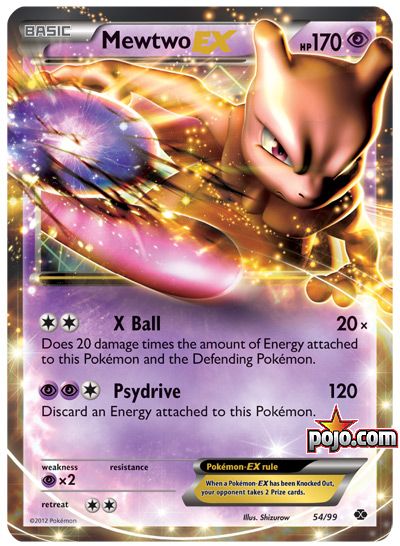 BASIC
Mewtwo EX HP170
X Ball 20×
Does 20 damage times the amount of Energy attached
to this Pokémon and the Defending Pokémon.
Psydrive 120
Discard an Energy attached to this Pokémon.
pojo.com
weakness resistance
×2
retreat
Pokémon-EX rule
When a Pokémon-EX has been Knocked Out,
your opponent takes 2 Prize cards.
©2012 Pokémon Illus. Shizurow 54/99